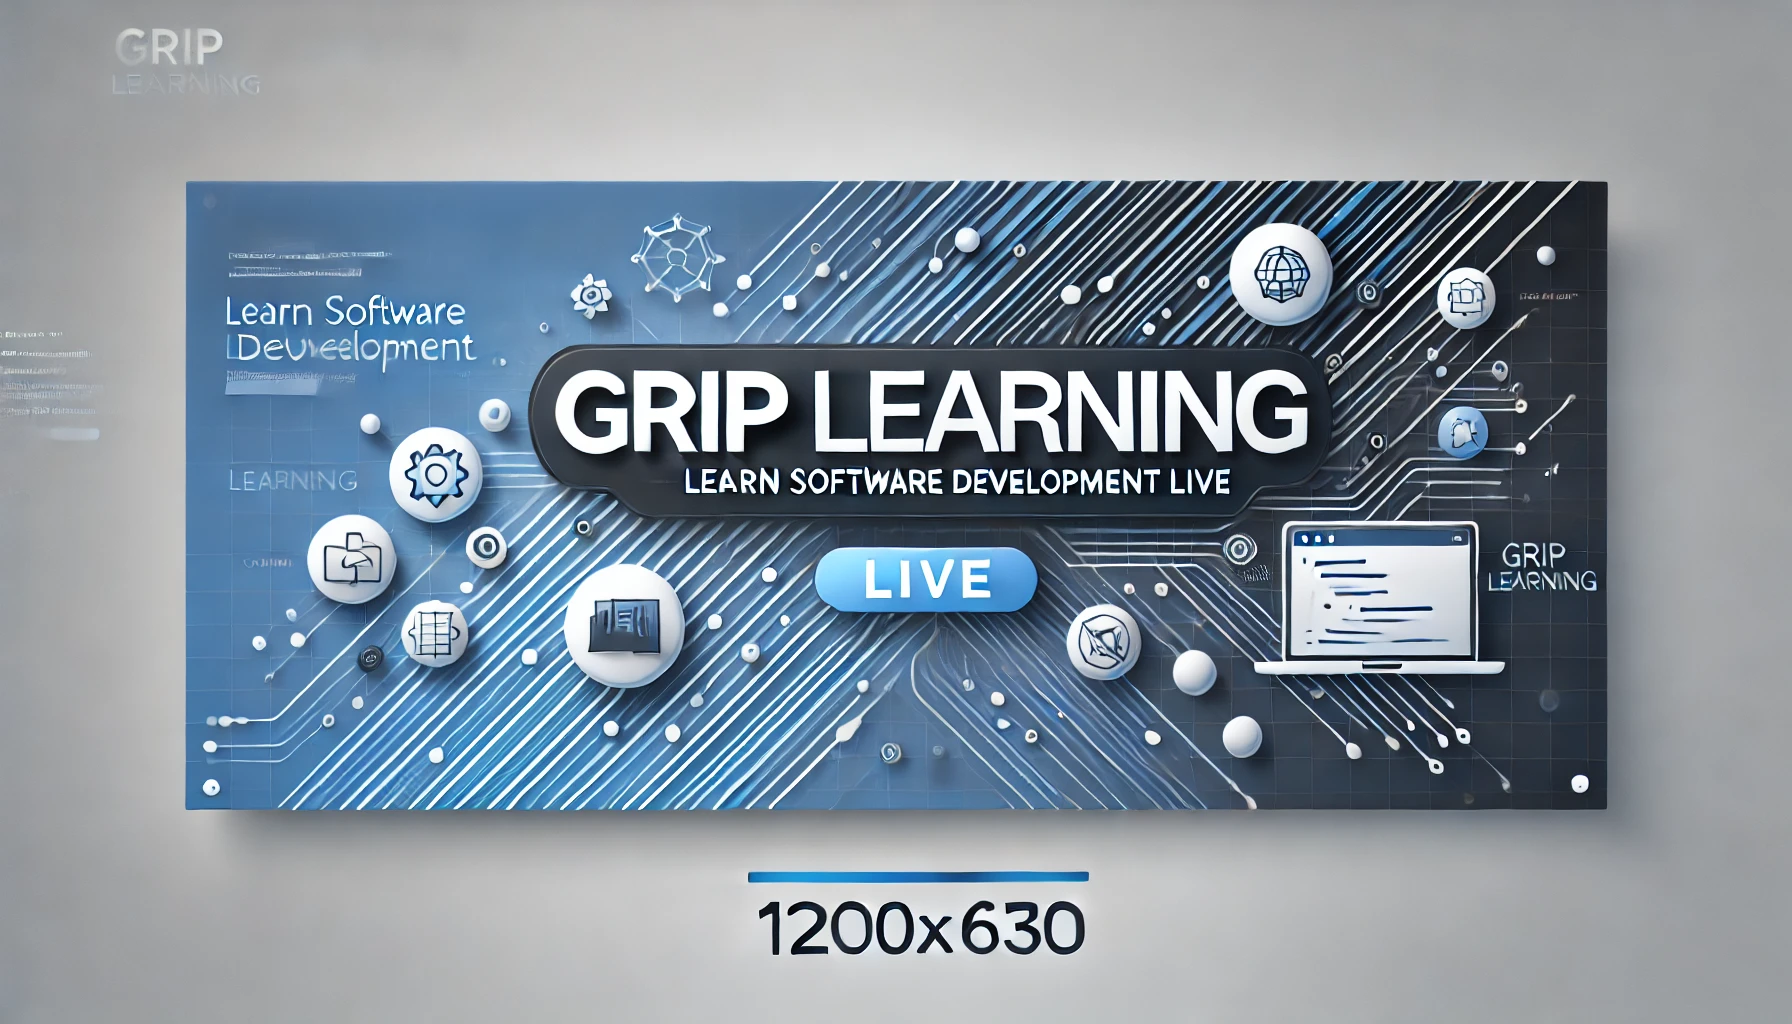 GRIP
LEARNING
Learn Software
Deuveelopment
GRIP LEARNING
LEARN SOFTWARE DEVELOPMENT LIVE
LEARNING
LIVE
GRIP
LEARNING
1200x630